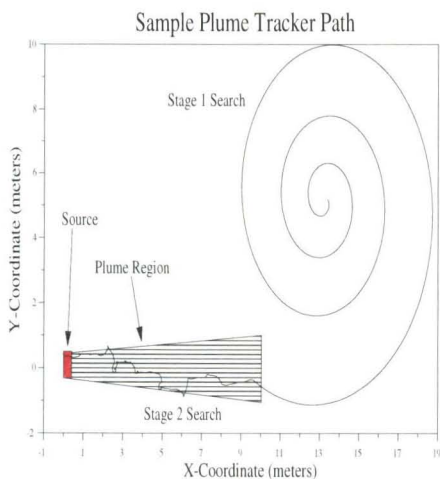 Sample Plume Tracker Path
Y-Coordinate (meters)
10
8
6
4
2
0
-2
Stage 1 Search
Source
Plume Region
Stage 2 Search
-1 1 3 5 7 9 11 13 15 17 19
X-Coordinate (meters)